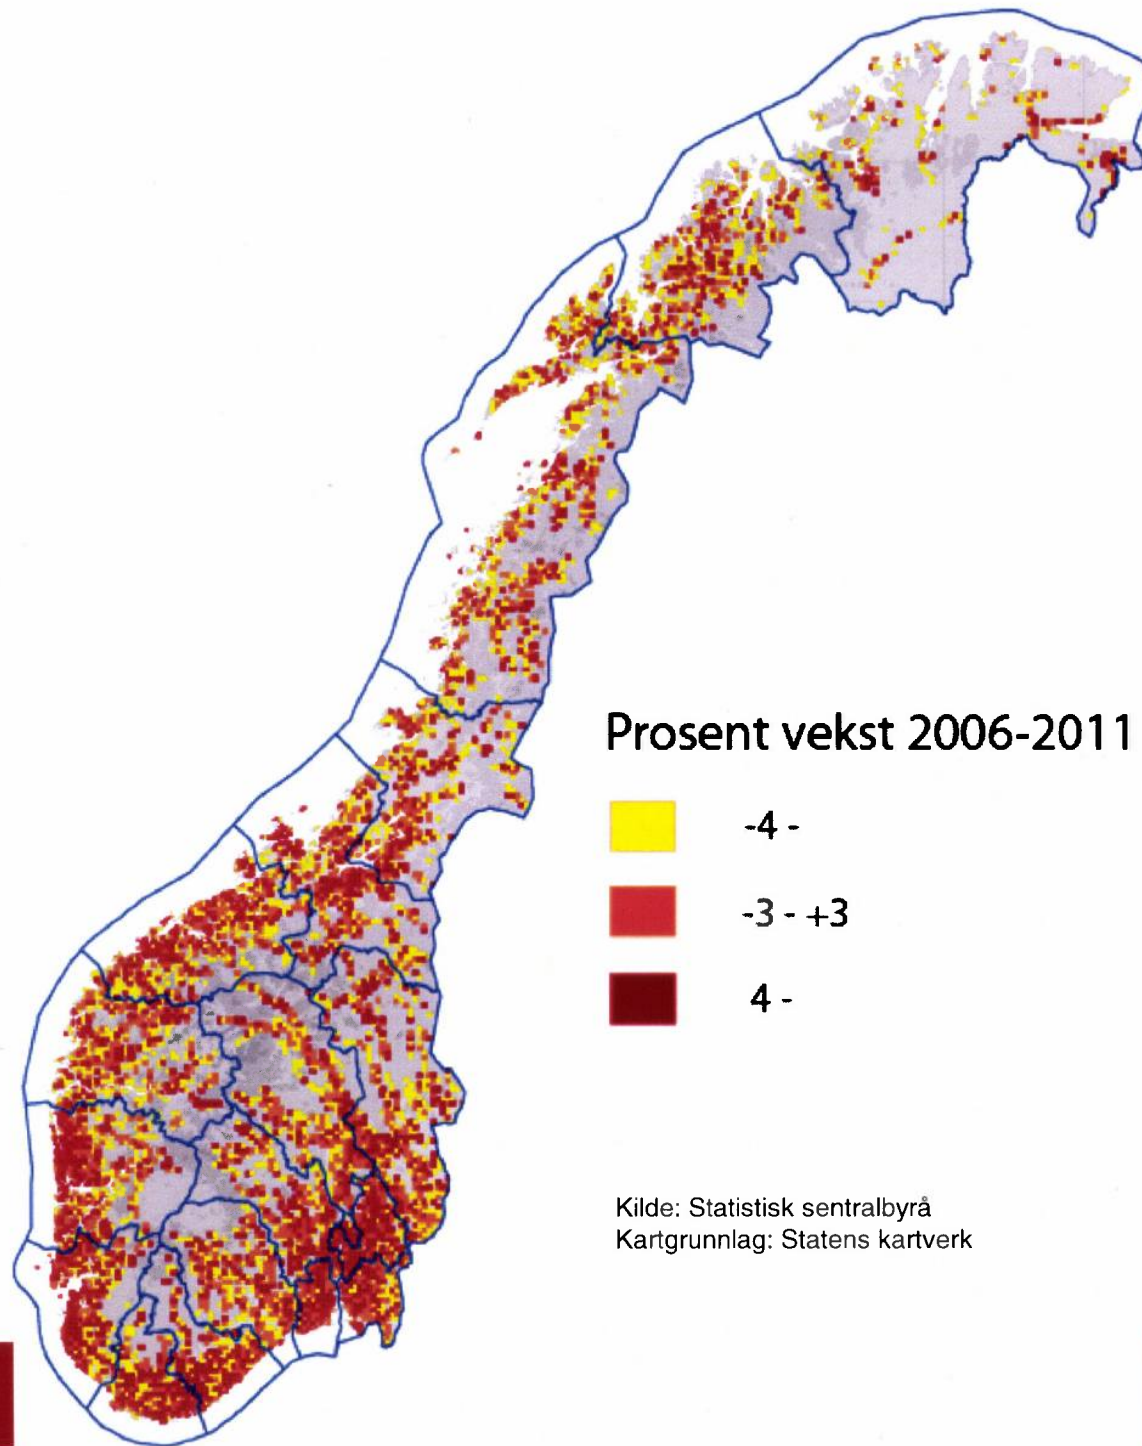 Prosent vekst 2006-2011
-4 -
-3 - +3
4 -
Kilde: Statistisk sentralbyrå
Kartgrunnlag: Statens kartverk